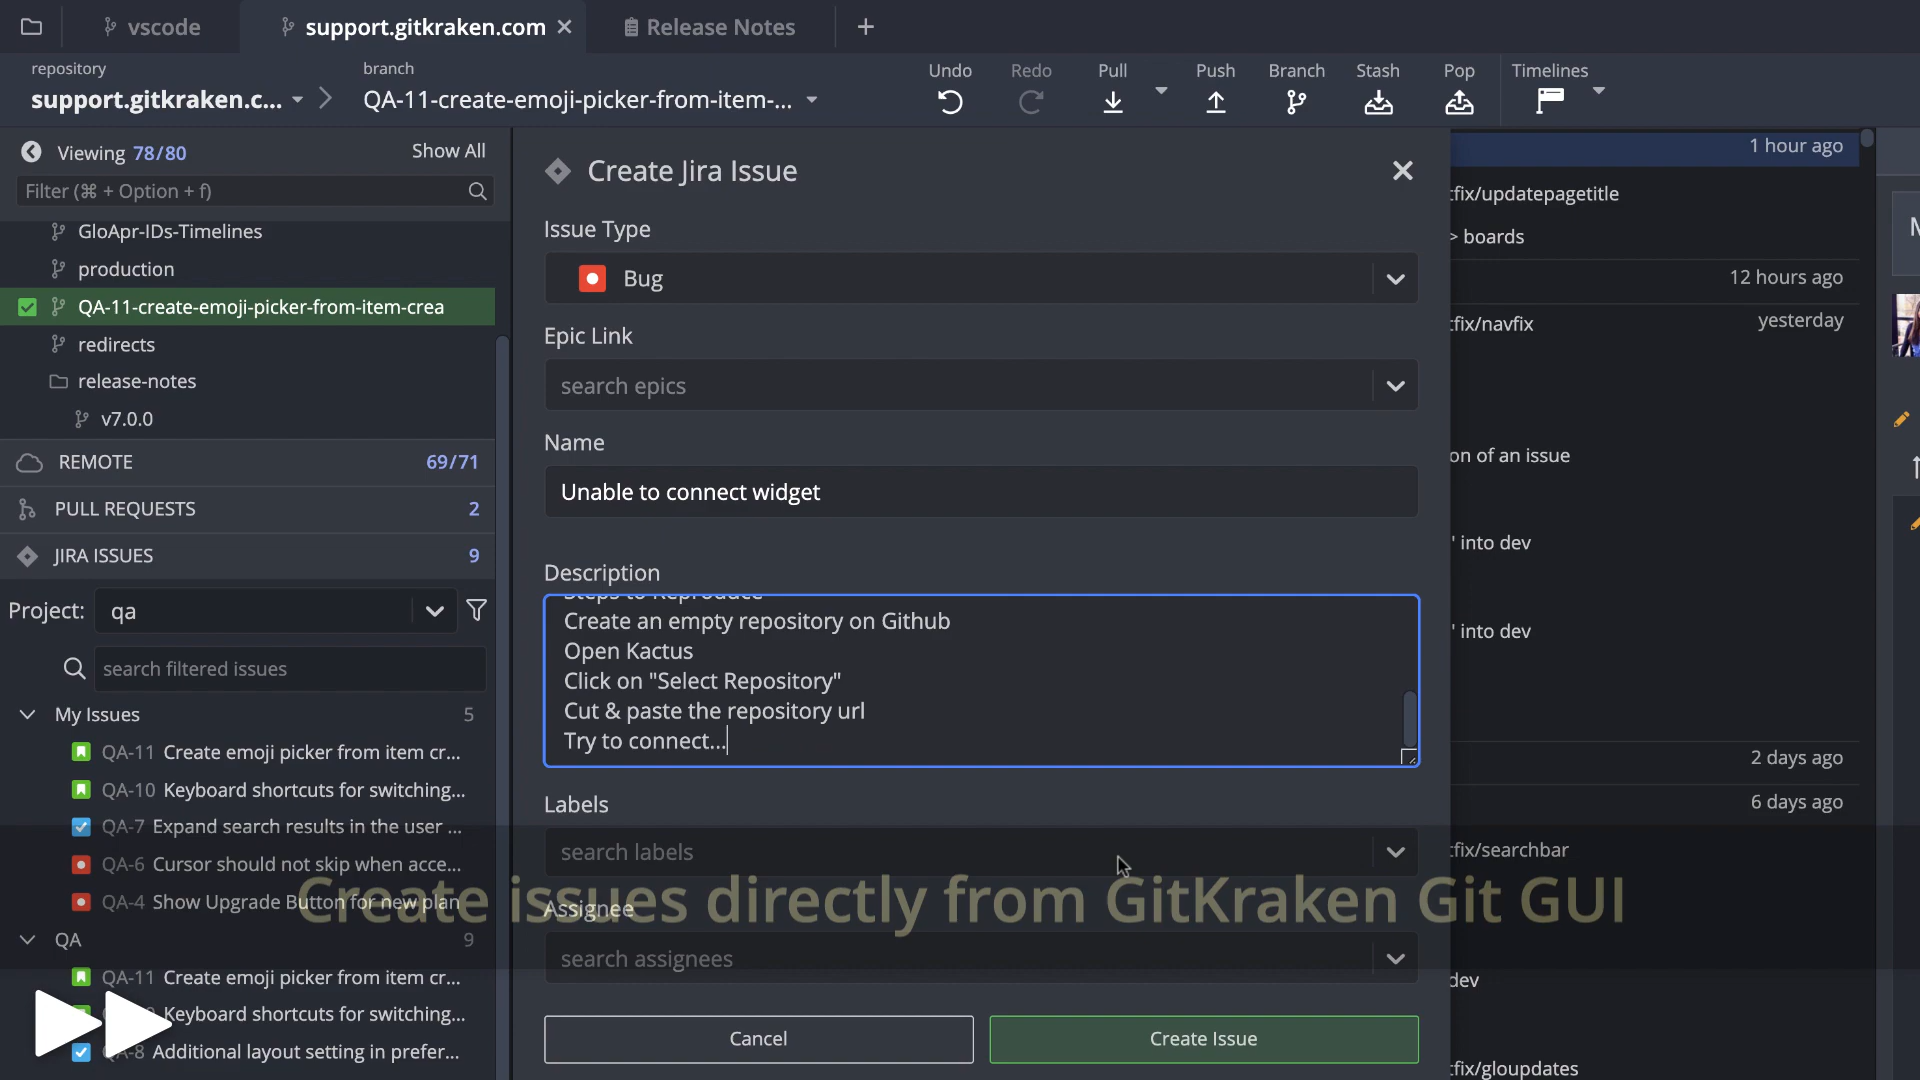 vscode
support.gitkraken.com
Release Notes
repository
support.gitkraken.c...
branch
QA-11-create-emoji-picker-from-item-...
Undo
Redo
Pull
Push
Branch
Stash
Pop
Timelines
Viewing 78/80
Show All
Filter (⌘ + Option + f)
GloApr-IDs-Timelines
production
QA-11-create-emoji-picker-from-item-crea
redirects
release-notes
v7.0.0
REMOTE 69/71
PULL REQUESTS 2
JIRA ISSUES 9
Project: qa
search filtered issues
My Issues 5
QA-11 Create emoji picker from item cr...
QA-10 Keyboard shortcuts for switching...
QA-7 Expand search results in the user ...
QA-6 Cursor should not skip when acce...
QA-4 Show Upgrade Button for new plan
QA 9
QA-11 Create emoji picker from item cr...
Keyboard shortcuts for switching...
-8 Additional layout setting in prefer...
Create Jira Issue
Issue Type
Bug
Epic Link
search epics
Name
Unable to connect widget
Description
Steps to Reproduce
Create an empty repository on Github
Open Kactus
Click on "Select Repository"
Cut & paste the repository url
Try to connect...
Labels
search labels
Assignee
search assignees
Cancel
Create Issue
Create issues directly from GitKraken Git GUI
1 hour ago
tfix/updatepagetitle
> boards
12 hours ago
tfix/navfix
yesterday
on of an issue
' into dev
' into dev
2 days ago
6 days ago
tfix/searchbar
dev
tfix/gloupdates